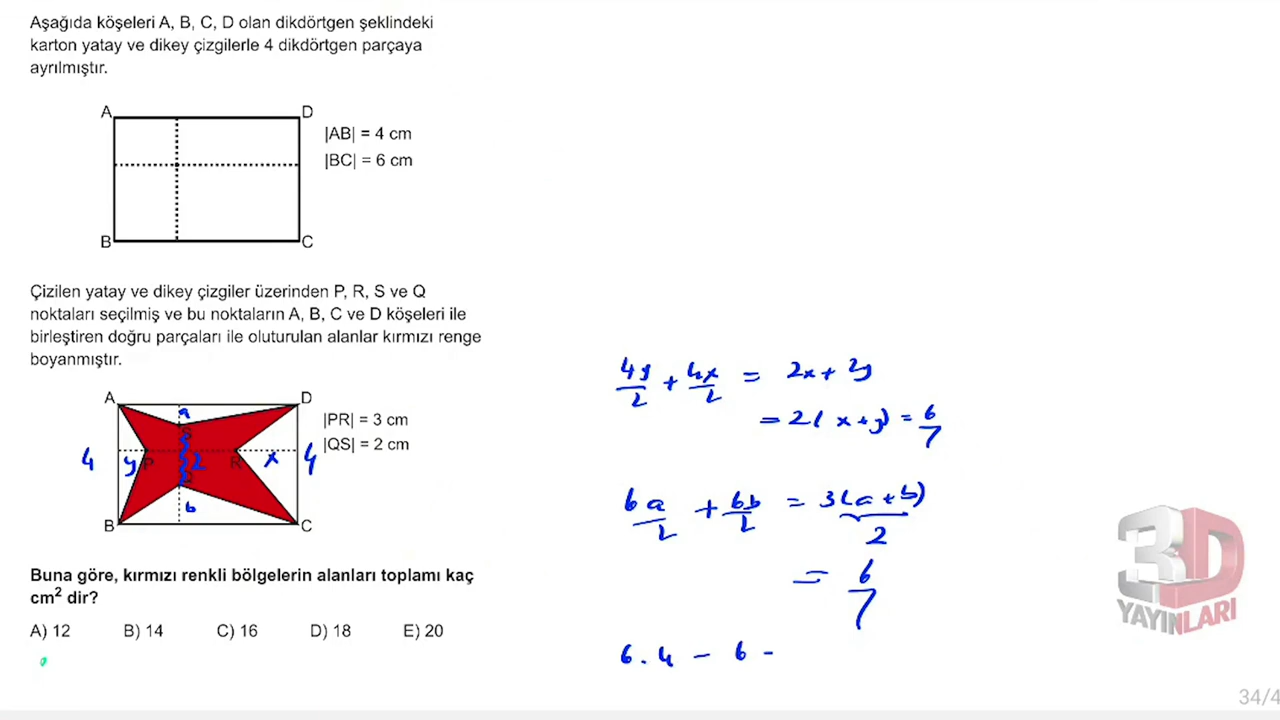 Aşağıda köşeleri A, B, C, D olan dikdörtgen şeklindeki
karton yatay ve dikey çizgilerle 4 dikdörtgen parçaya
ayrılmıştır.
A D
|AB| = 4 cm
|BC| = 6 cm
B C
Çizilen yatay ve dikey çizgiler üzerinden P, R, S ve Q
noktaları seçilmiş ve bu noktaların A, B, C ve D köşeleri ile
birleştiren doğru parçaları ile oluturulan alanlar kırmızı renge
boyanmıştır.
A D
a
S
|PR| = 3 cm
|QS| = 2 cm
4 y P 2 R x 4
b
B C
4y/2 + 4x/2 = 2x + 2y
= 2(x+y) = 6
6a/2 + 6b/2 = 3(a+b)
2
= 6
6.4 - 6 -
Buna göre, kırmızı renkli bölgelerin alanları toplamı kaç
cm² dir?
A) 12 B) 14 C) 16 D) 18 E) 20
3D
YAYINLARI
34/4